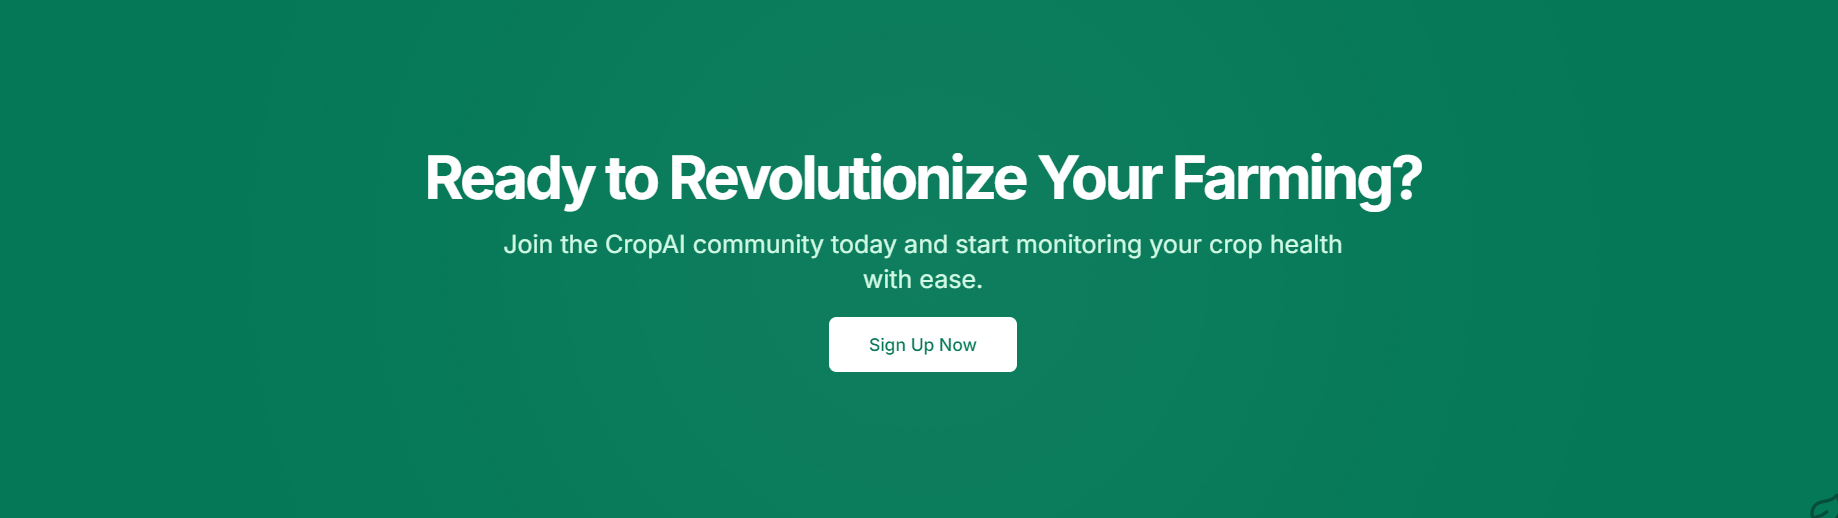 Ready to Revolutionize Your Farming?
Join the CropAI community today and start monitoring your crop health
with ease.
Sign Up Now